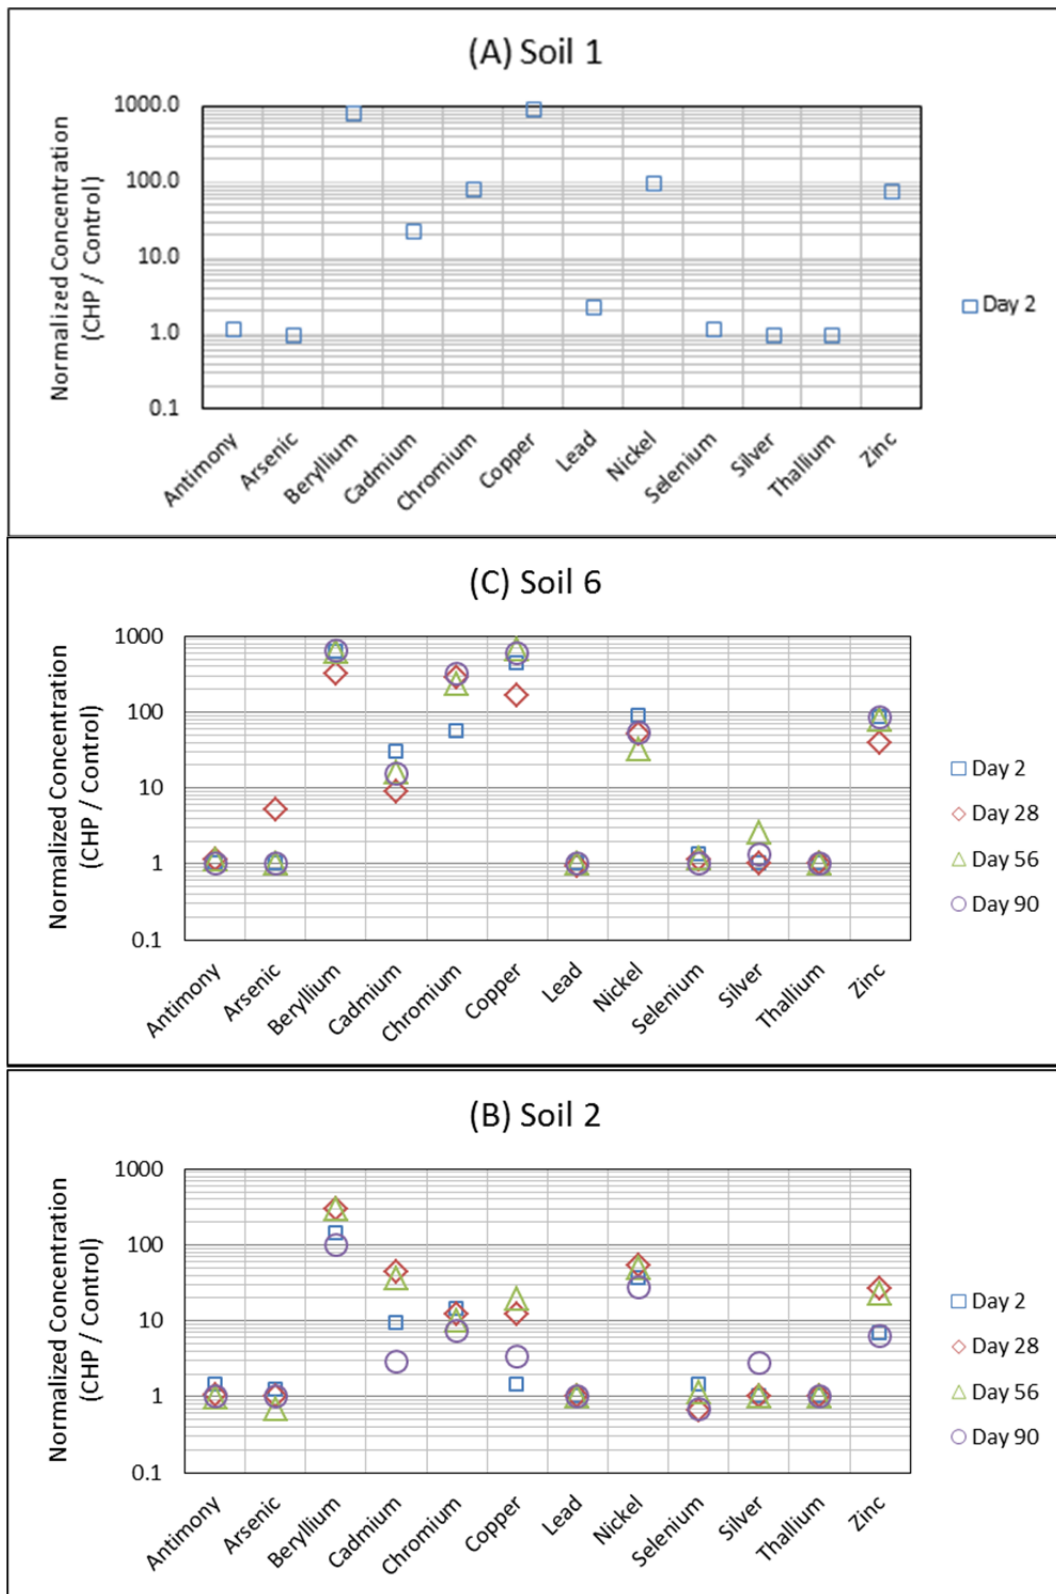 (A) Soil 1
Normalized Concentration
(CHP / Control)
1000.0
100.0
10.0
1.0
0.1
Antimony
Arsenic
Beryllium
Cadmium
Chromium
Copper
Lead
Nickel
Selenium
Silver
Thallium
Zinc
Day 2
(C) Soil 6
Normalized Concentration
(CHP / Control)
1000
100
10
1
0.1
Antimony
Arsenic
Beryllium
Cadmium
Chromium
Copper
Lead
Nickel
Selenium
Silver
Thallium
Zinc
Day 2
Day 28
Day 56
Day 90
(B) Soil 2
Normalized Concentration
(CHP / Control)
1000
100
10
1
0.1
Antimony
Arsenic
Beryllium
Cadmium
Chromium
Copper
Lead
Nickel
Selenium
Silver
Thallium
Zinc
Day 2
Day 28
Day 56
Day 90